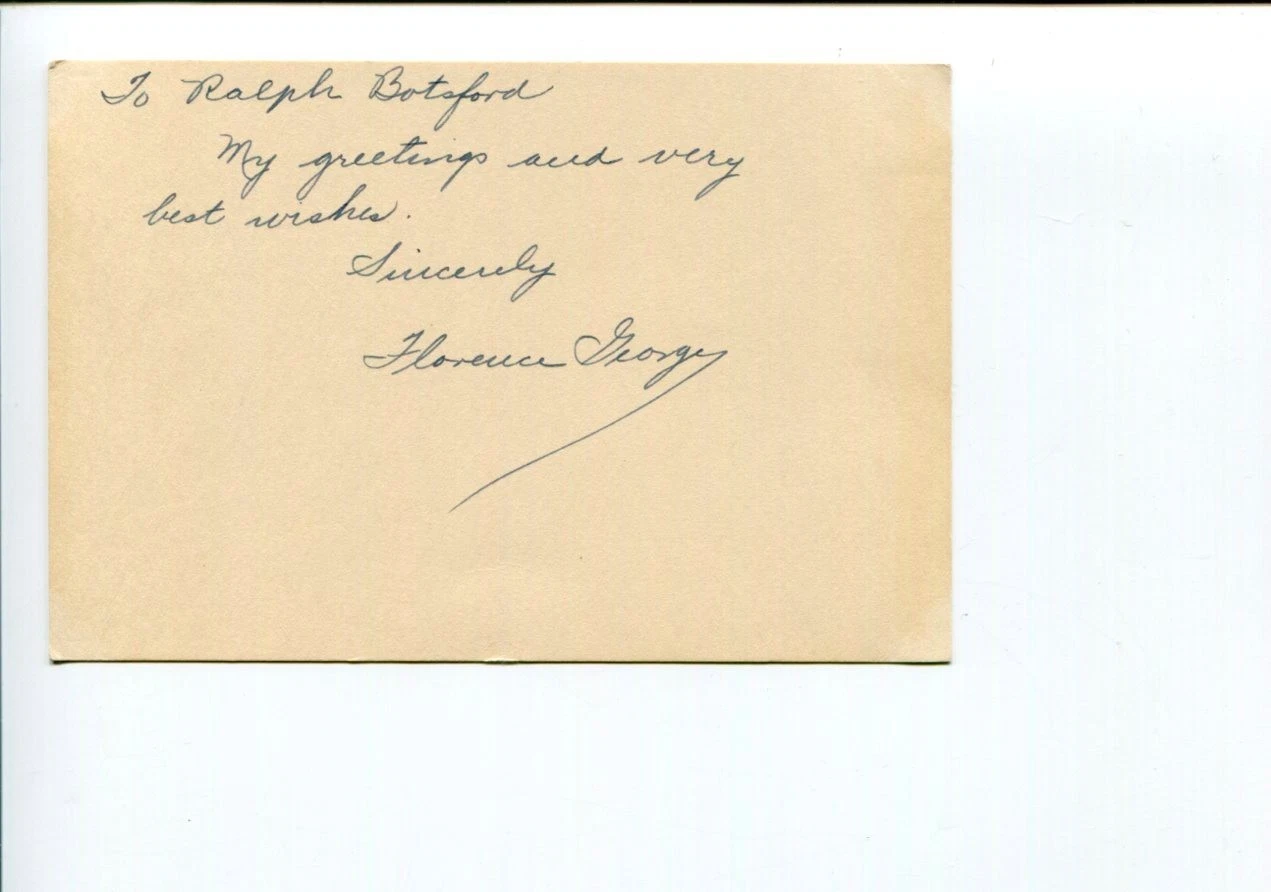 To Ralph Botsford
My greetings and very
best wishes.
Sincerely
Florence George